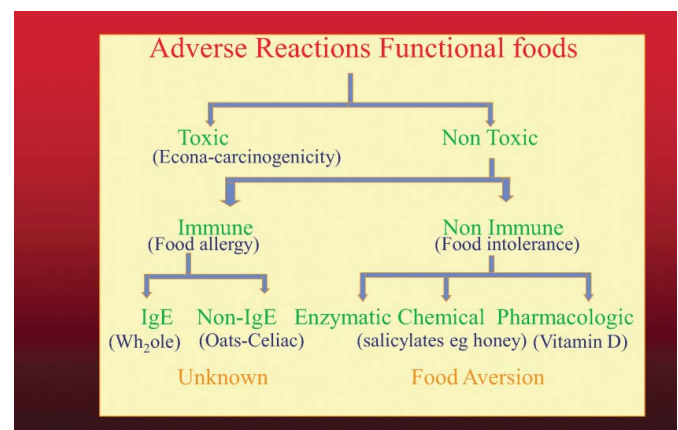 Adverse Reactions Functional foods
Toxic Non Toxic
(Econa-carcinogenicity)
Immune Non Immune
(Food allergy) (Food intolerance)
IgE Non-IgE Enzymatic Chemical Pharmacologic
(Wh₂ole) (Oats-Celiac) (salicylates eg honey) (Vitamin D)
Unknown Food Aversion